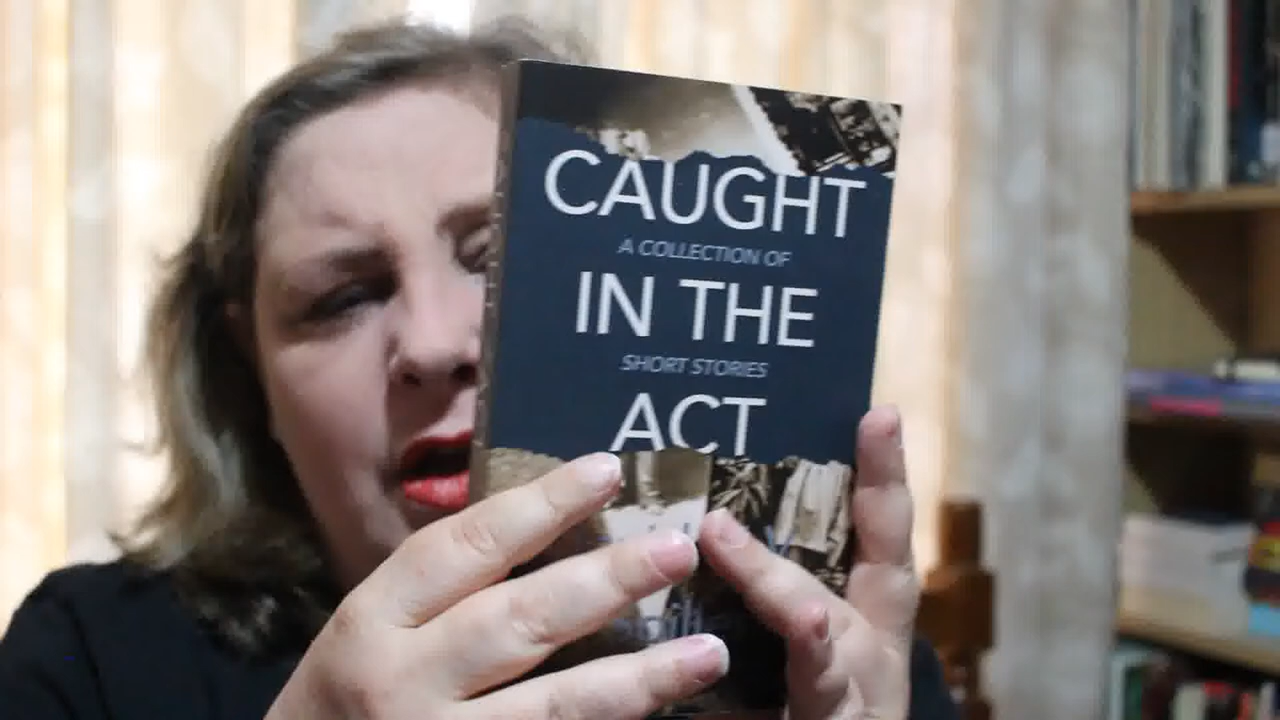 CAUGHT
A COLLECTION OF
IN THE
SHORT STORIES
ACT